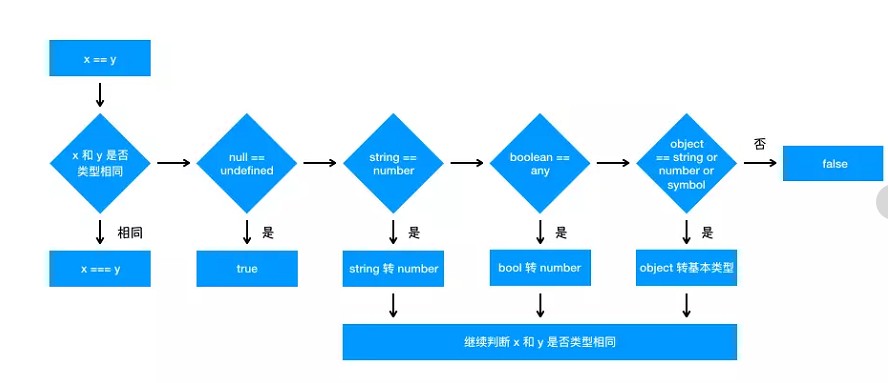 x == y
x 和 y 是否
类型相同
null ==
undefined
string ==
number
boolean ==
any
object
== string or
number or
symbol
否
false
相同
是
是
是
是
x === y
true
string 转 number
bool 转 number
object 转基本类型
继续判断 x 和 y 是否类型相同